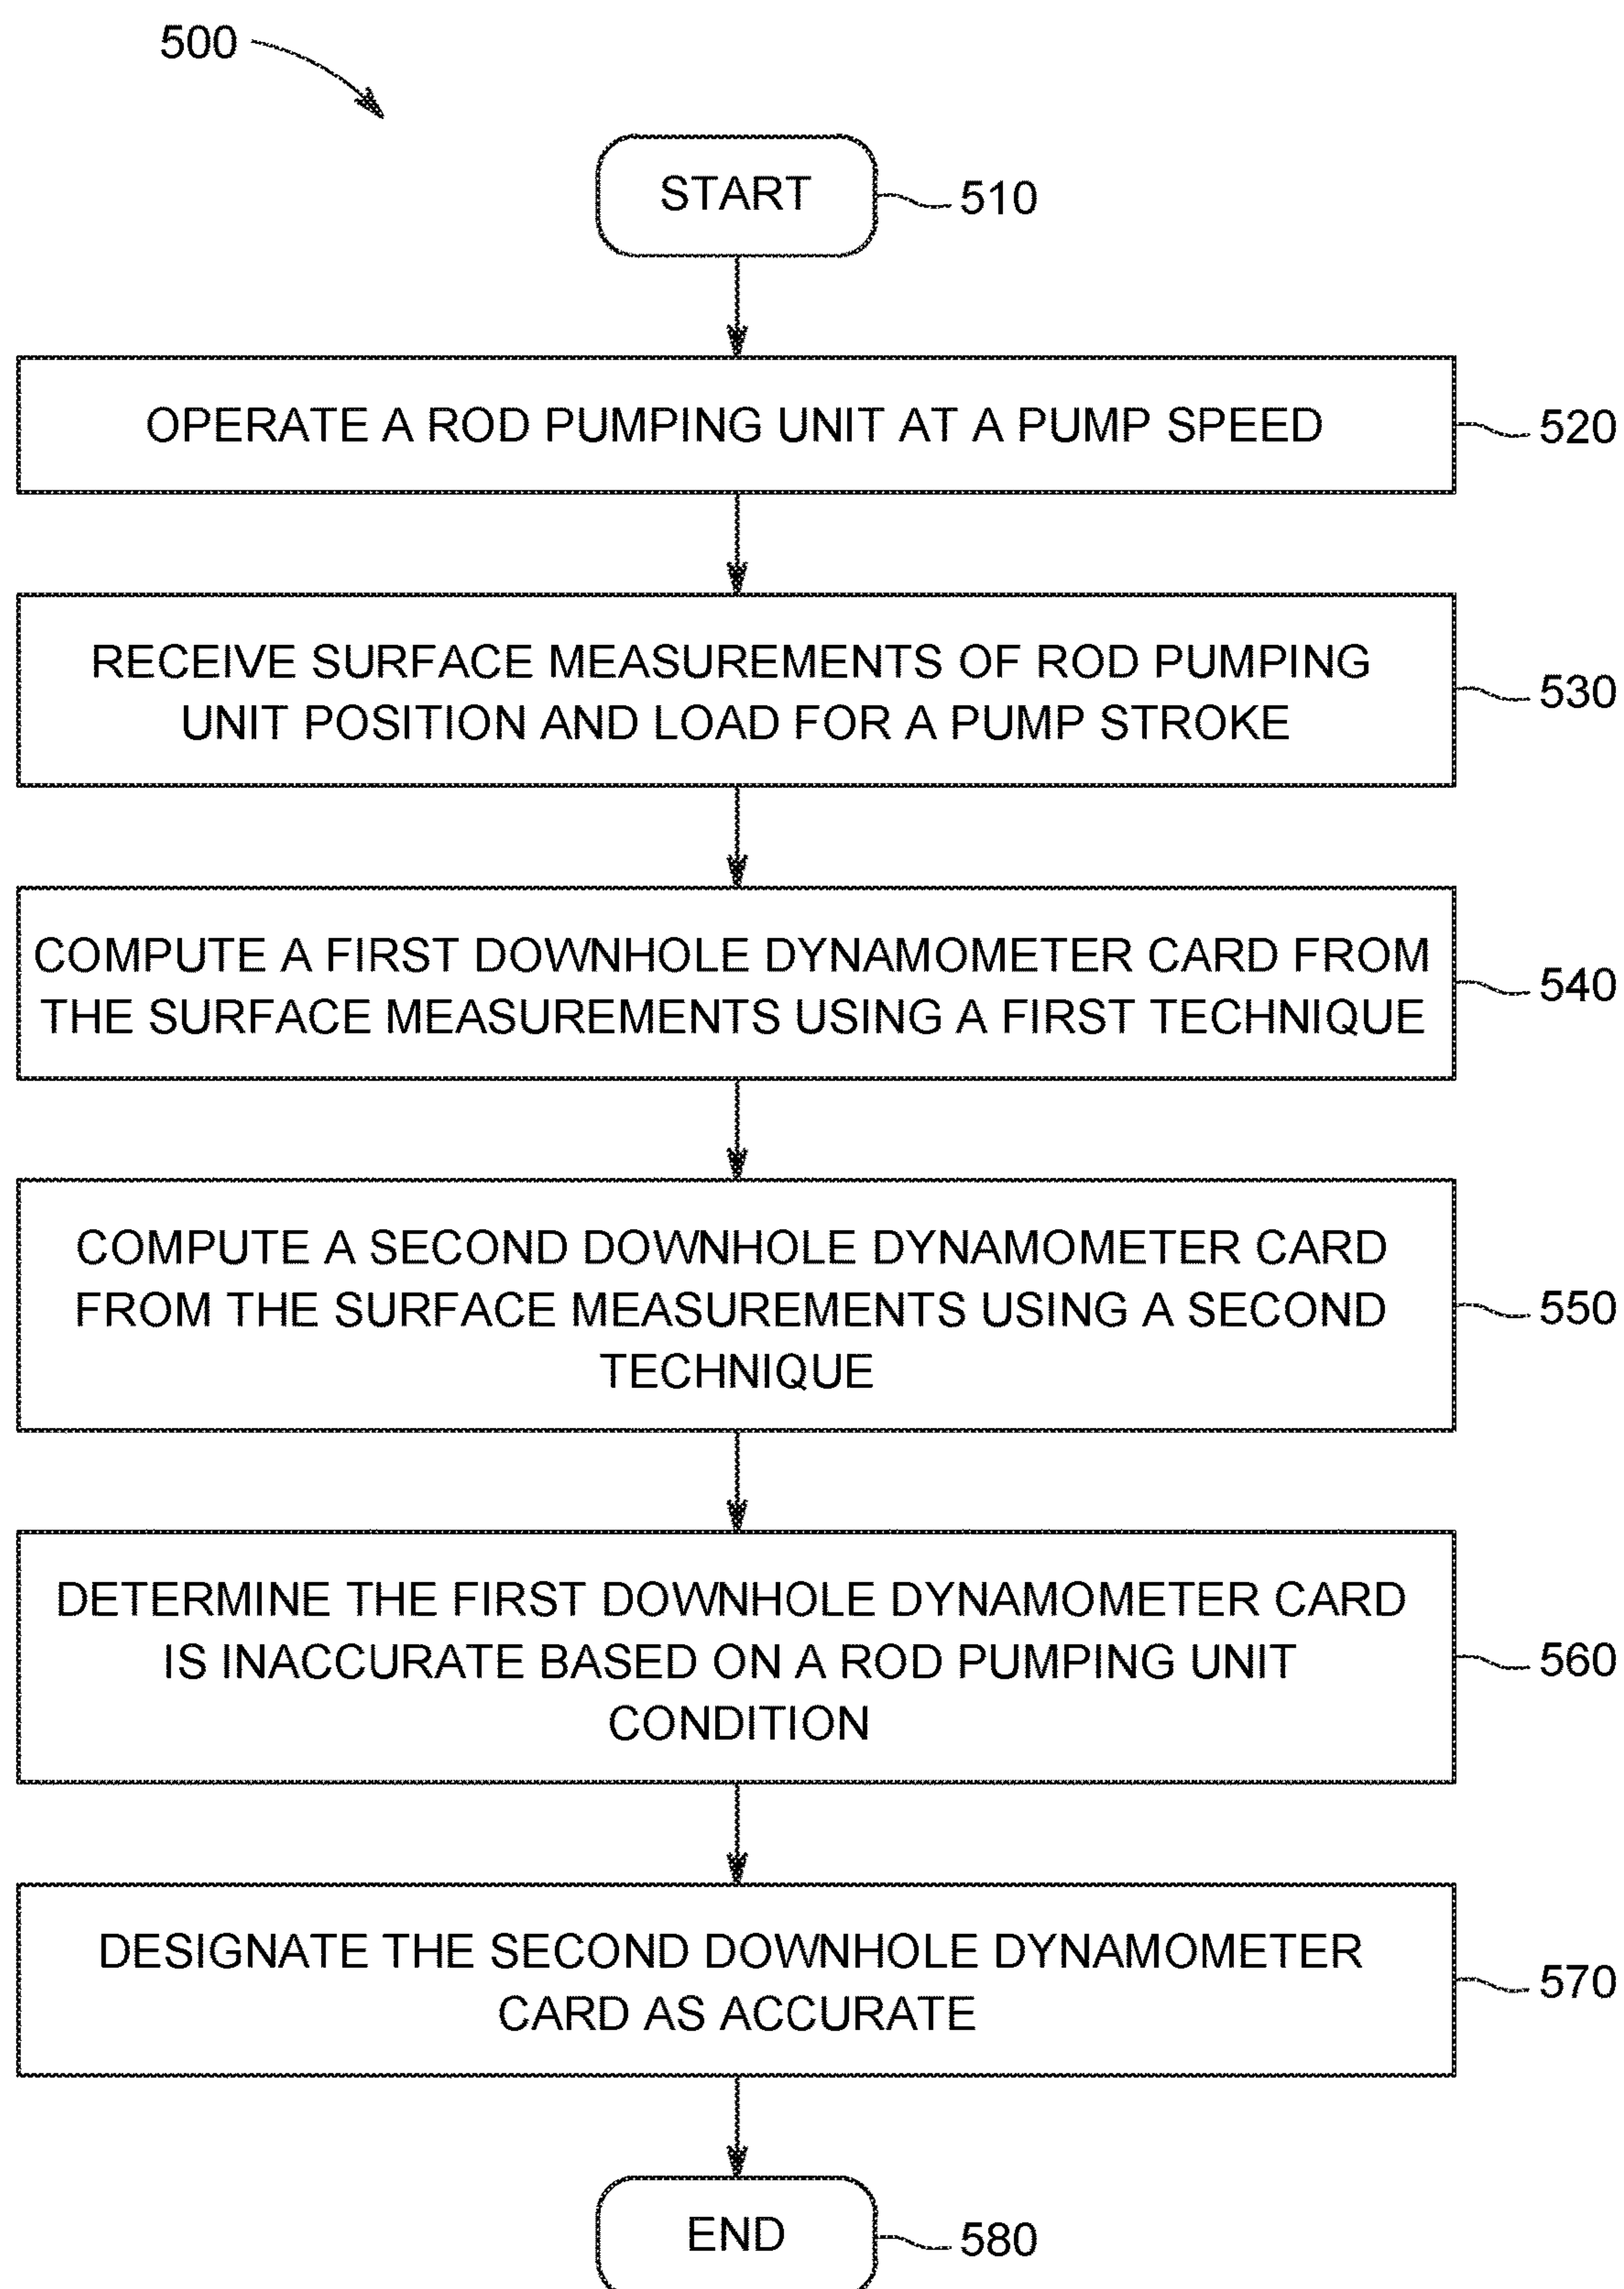 500
START
510
OPERATE A ROD PUMPING UNIT AT A PUMP SPEED
520
RECEIVE SURFACE MEASUREMENTS OF ROD PUMPING
UNIT POSITION AND LOAD FOR A PUMP STROKE
530
COMPUTE A FIRST DOWNHOLE DYNAMOMETER CARD FROM
THE SURFACE MEASUREMENTS USING A FIRST TECHNIQUE
540
COMPUTE A SECOND DOWNHOLE DYNAMOMETER CARD
FROM THE SURFACE MEASUREMENTS USING A SECOND
TECHNIQUE
550
DETERMINE THE FIRST DOWNHOLE DYNAMOMETER CARD
IS INACCURATE BASED ON A ROD PUMPING UNIT
CONDITION
560
DESIGNATE THE SECOND DOWNHOLE DYNAMOMETER
CARD AS ACCURATE
570
END
580